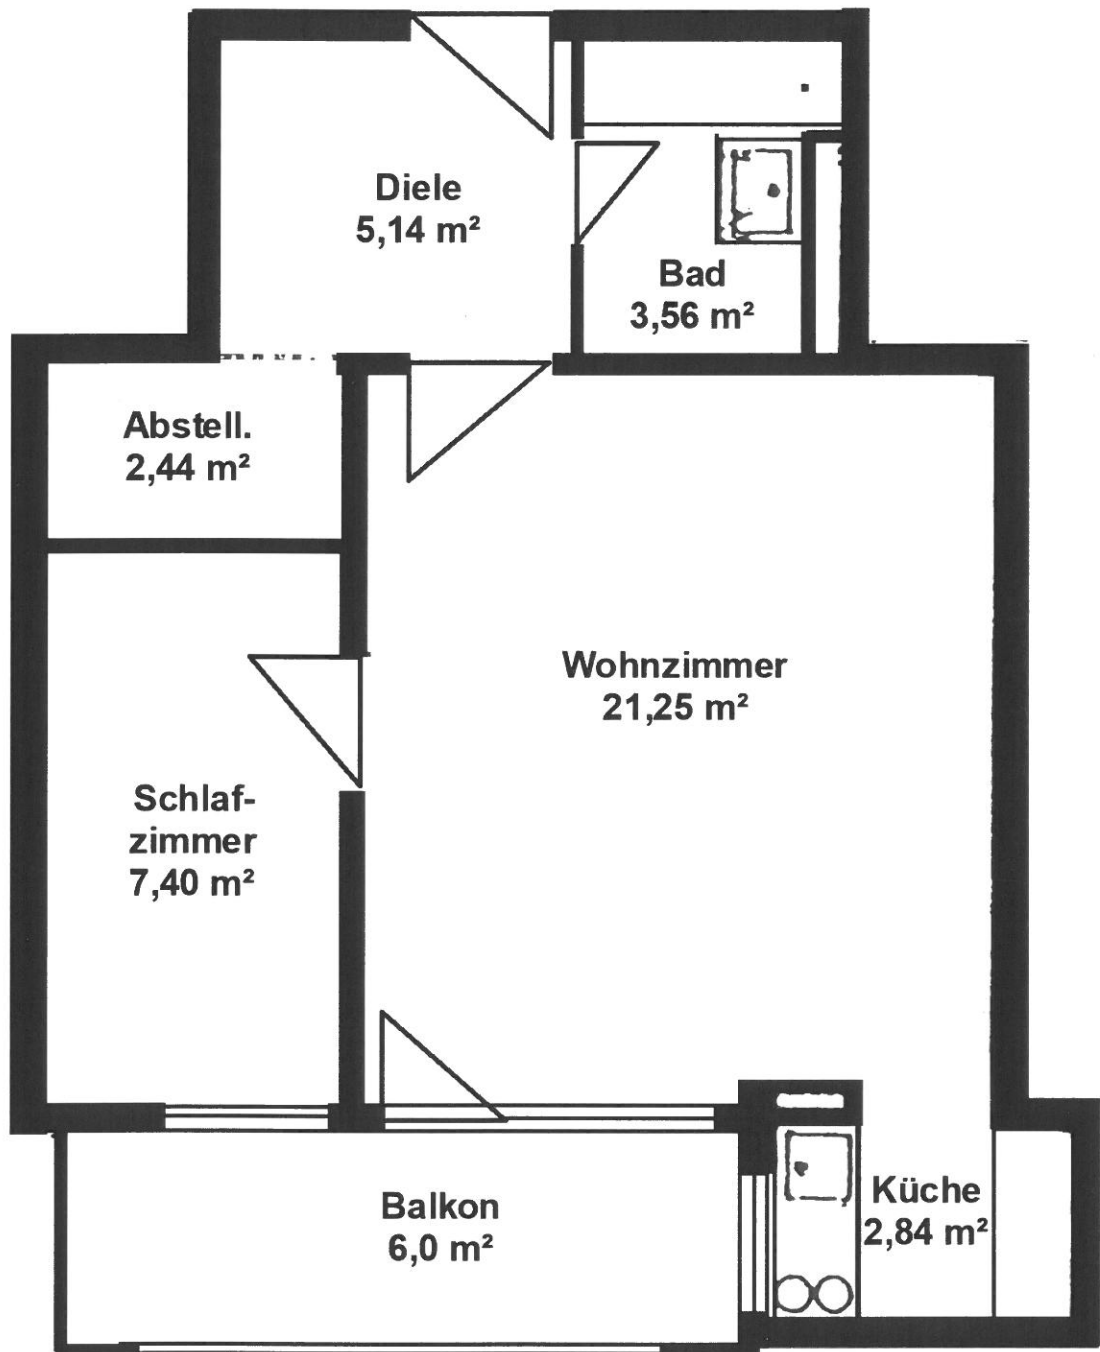 Diele
5,14 m²
Bad
3,56 m²
Abstell.
2,44 m²
Wohnzimmer
21,25 m²
Schlaf-
zimmer
7,40 m²
Küche
2,84 m²
Balkon
6,0 m²